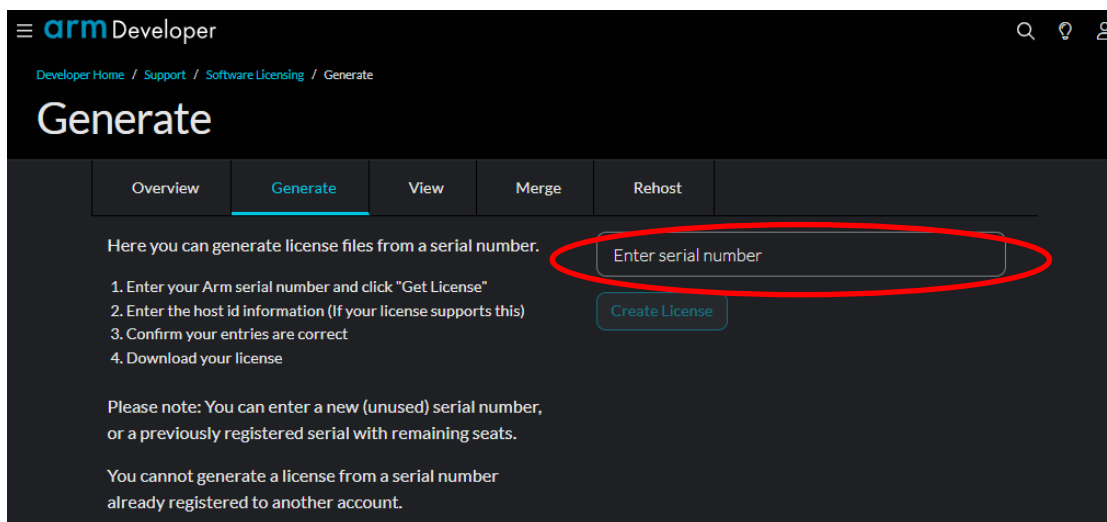 arm Developer
Developer Home / Support / Software Licensing / Generate
Generate
Overview Generate View Merge Rehost
Here you can generate license files from a serial number.
1. Enter your Arm serial number and click "Get License"
2. Enter the host id information (If your license supports this)
3. Confirm your entries are correct
4. Download your license
Please note: You can enter a new (unused) serial number,
or a previously registered serial with remaining seats.
You cannot generate a license from a serial number
already registered to another account.
Enter serial number
Create License